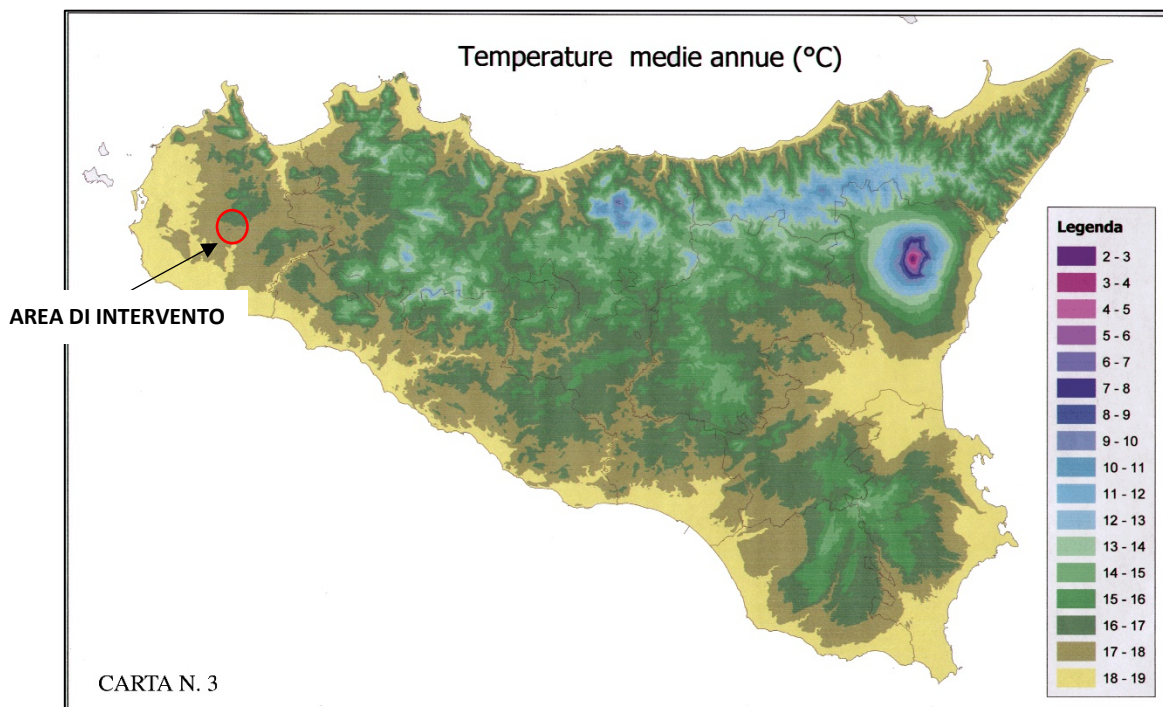 Temperature medie annue (°C)
AREA DI INTERVENTO
Legenda
2 - 3
3 - 4
4 - 5
5 - 6
6 - 7
7 - 8
8 - 9
9 - 10
10 - 11
11 - 12
12 - 13
13 - 14
14 - 15
15 - 16
16 - 17
17 - 18
18 - 19
CARTA N. 3